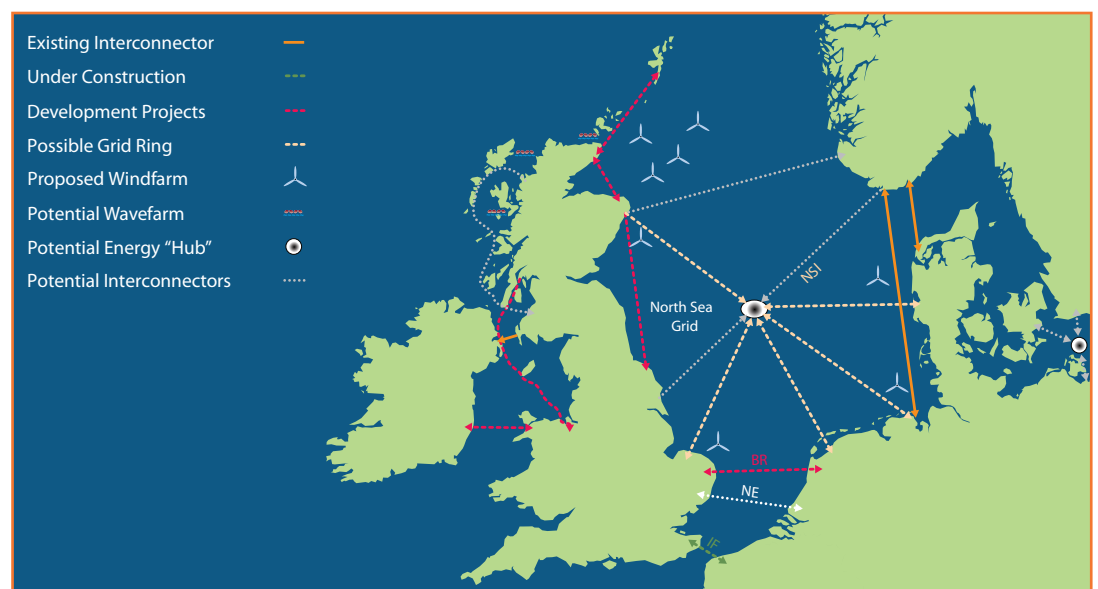 Existing Interconnector
Under Construction
Development Projects
Possible Grid Ring
Proposed Windfarm
Potential Wavefarm
Potential Energy “Hub”
Potential Interconnectors
NSI
North Sea
Grid
BR
NE
IF